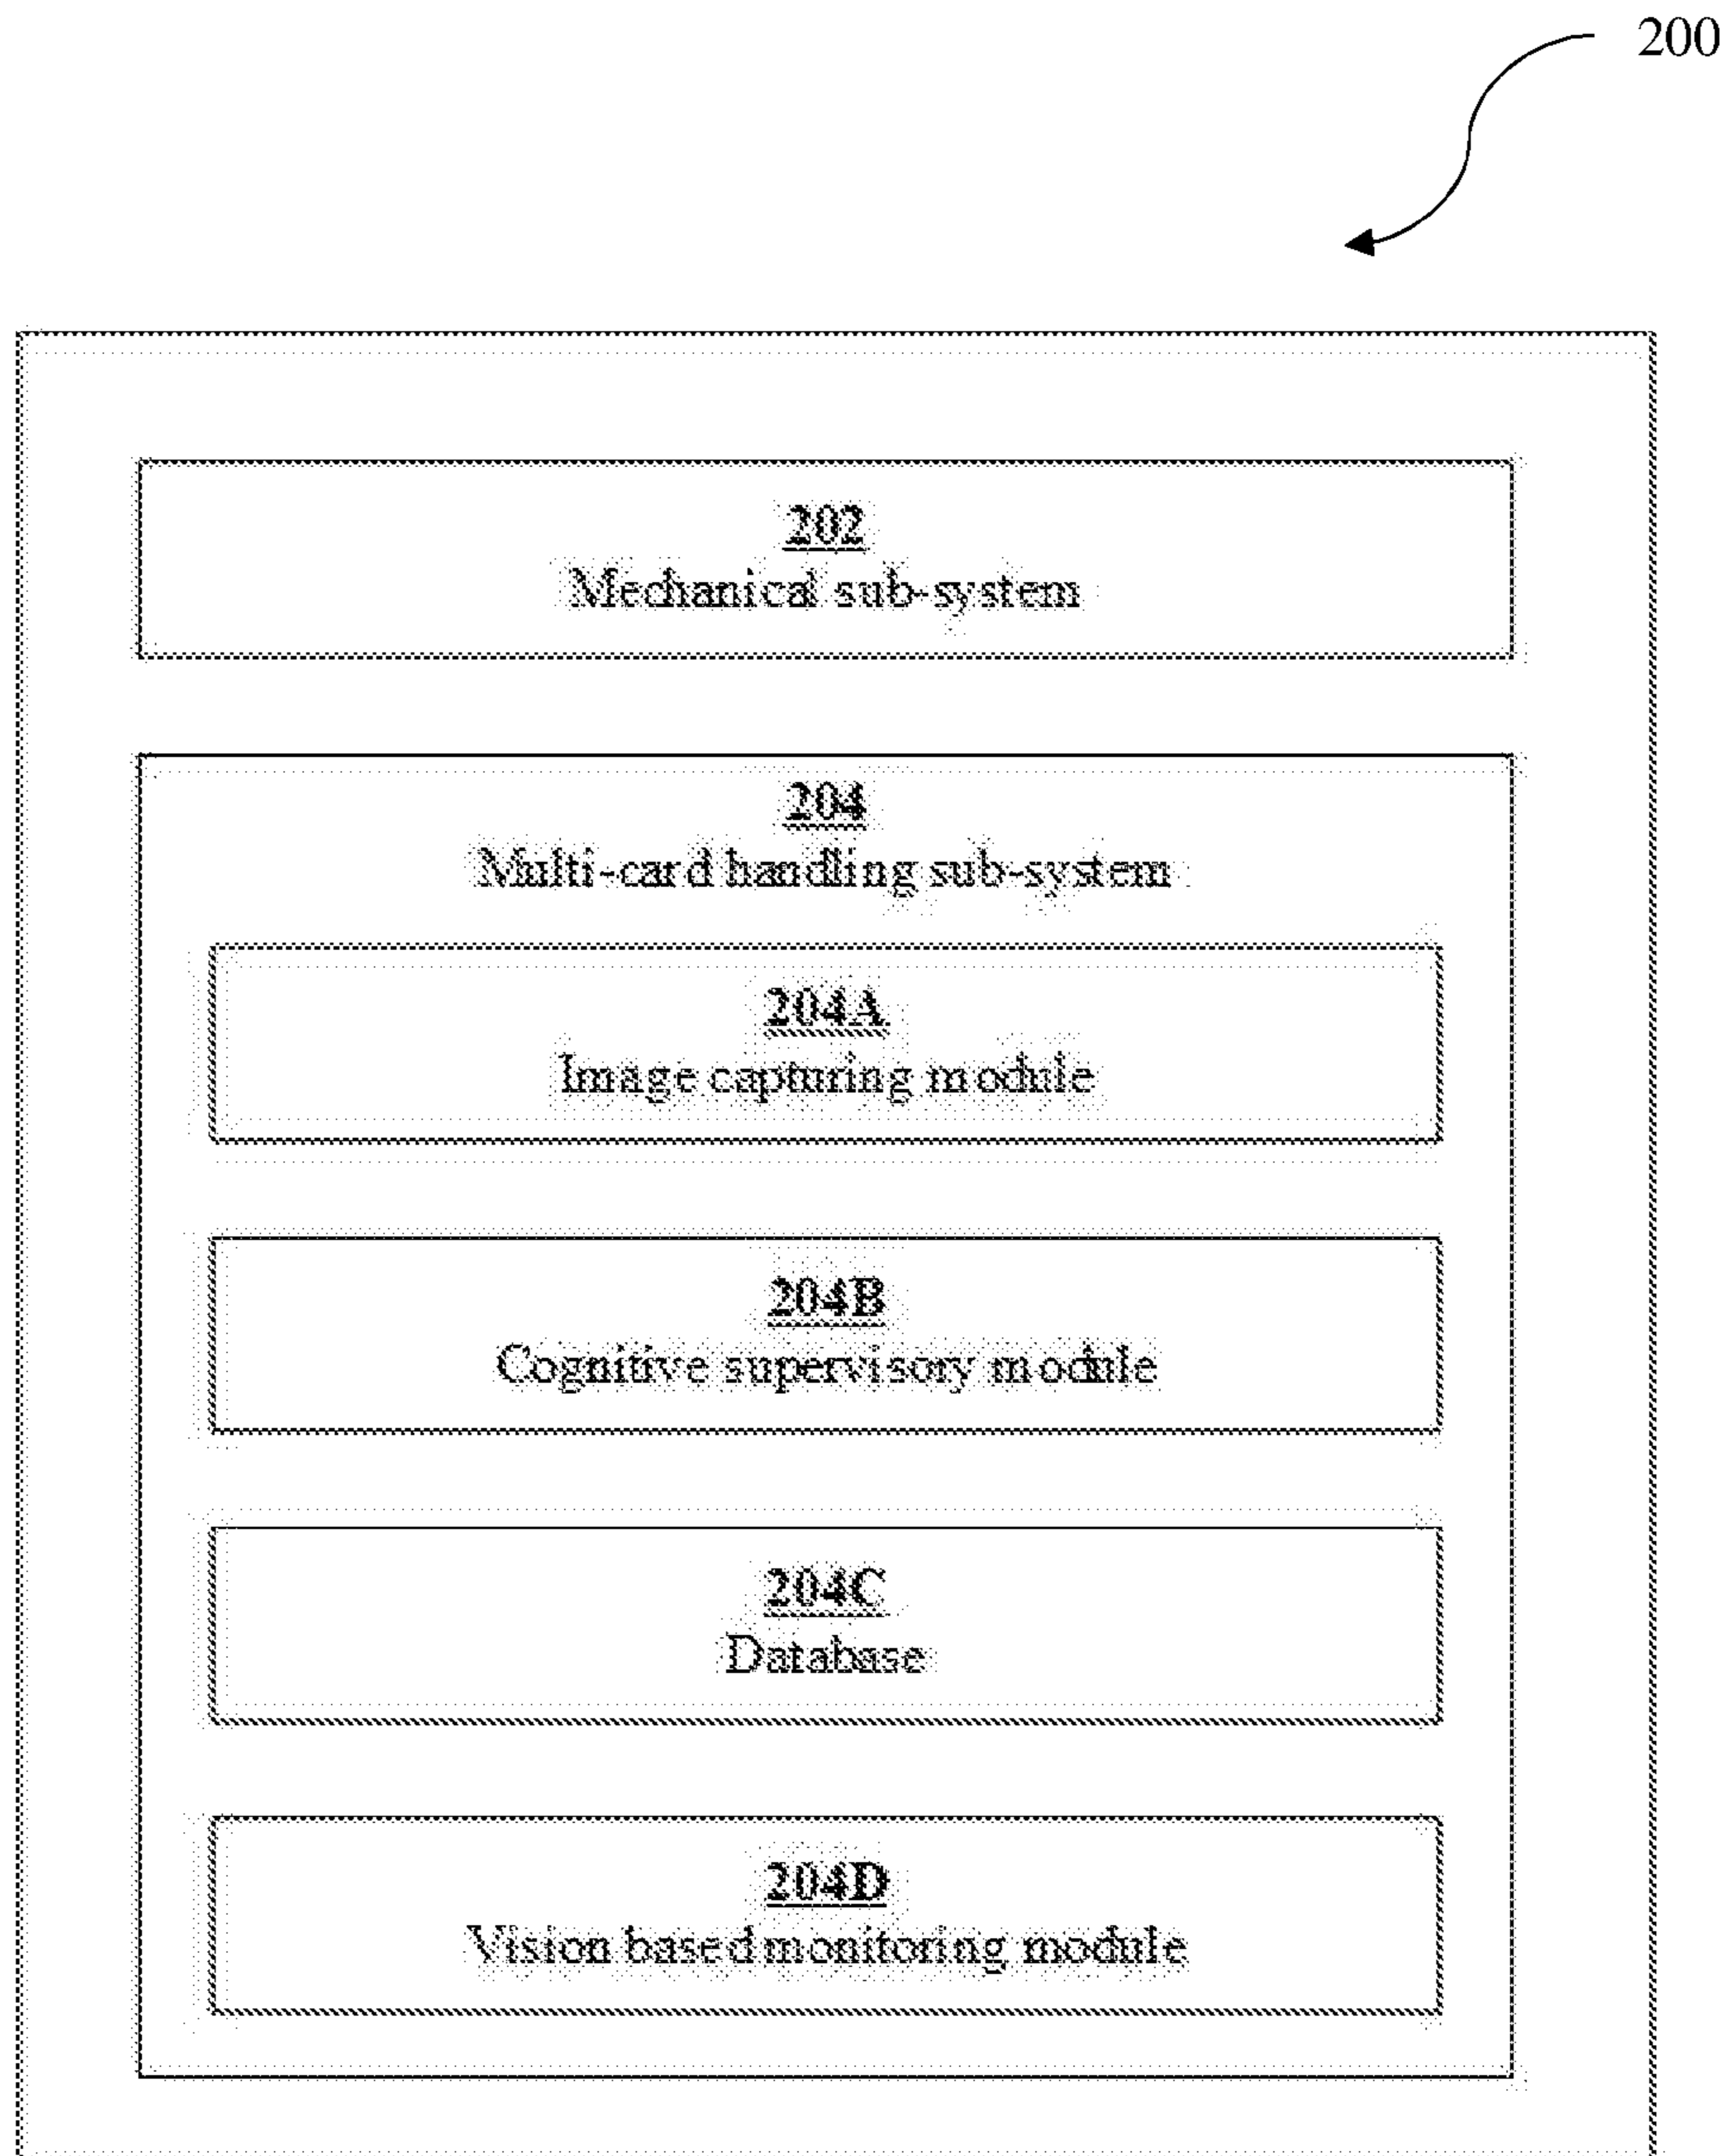 200
202
Mechanical sub-system
204
Multi-card handling sub-system
204A
Image capturing module
204B
Cognitive supervisory module
204C
Database
204D
Vision based monitoring module